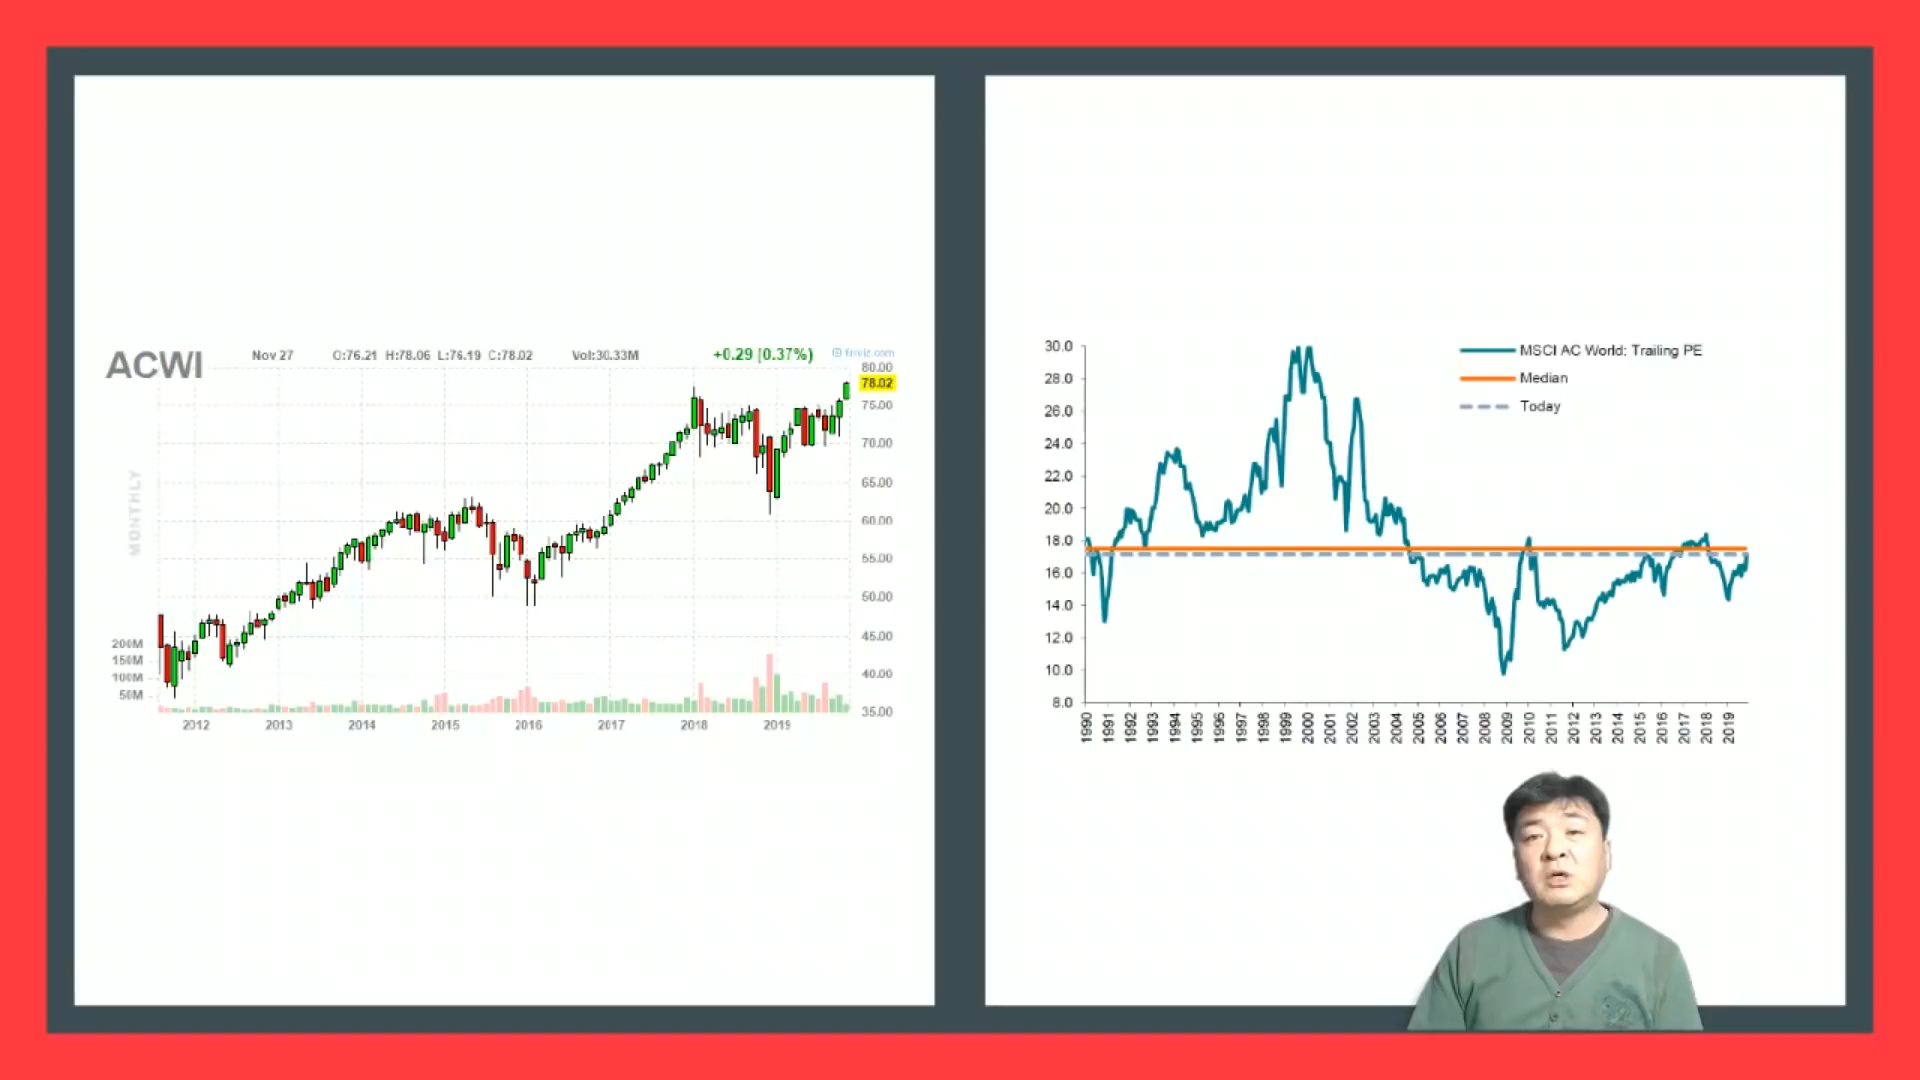 ACWI
Nov 27 O:76.21 H:78.06 L:76.19 C:78.02 Vol:30.33M +0.29 (0.37%) finviz.com
MONTHLY
80.00
78.02
75.00
70.00
65.00
60.00
55.00
50.00
45.00
40.00
35.00
200M
150M
100M
50M
2012 2013 2014 2015 2016 2017 2018 2019
MSCI AC World: Trailing PE
Median
Today
30.0
28.0
26.0
24.0
22.0
20.0
18.0
16.0
14.0
12.0
10.0
8.0
1990 1991 1992 1993 1994 1995 1996 1997 1998 1999 2000 2001 2002 2003 2004 2005 2006 2007 2008 2009 2010 2011 2012 2013 2014 2015 2016 2017 2018 2019